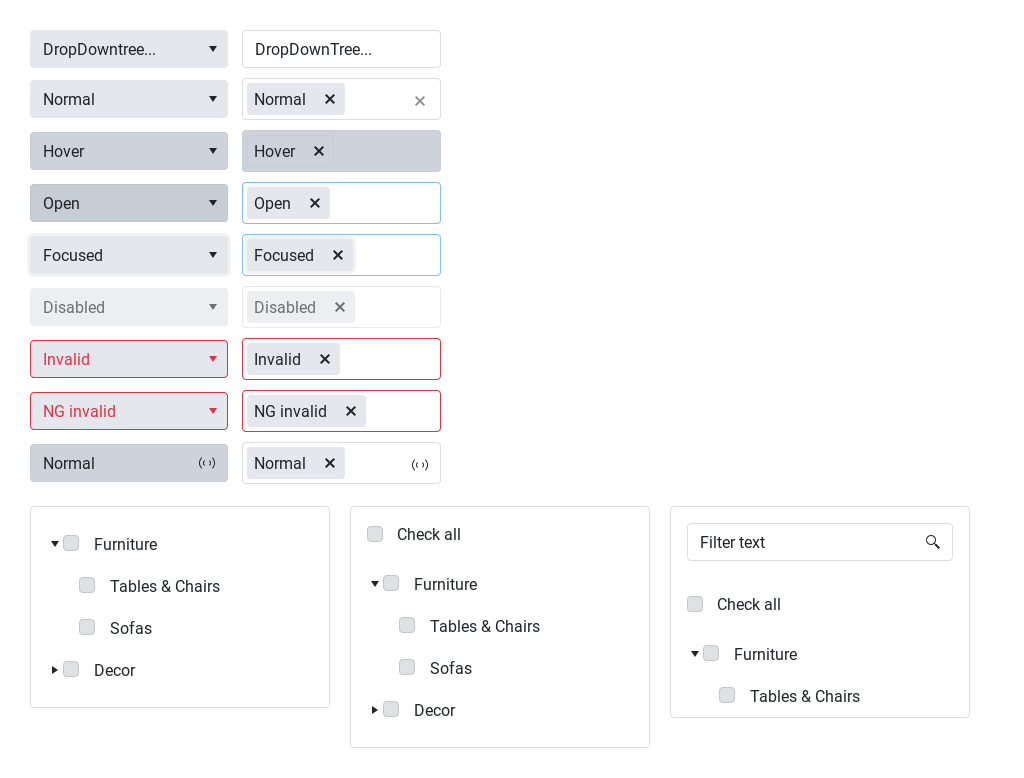 DropDowntree... DropDownTree...
Normal Normal
Hover Hover
Open Open
Focused Focused
Disabled Disabled
Invalid Invalid
NG invalid NG invalid
Normal Normal
Furniture
Tables & Chairs
Sofas
Decor
Check all
Furniture
Tables & Chairs
Sofas
Decor
Filter text
Check all
Furniture
Tables & Chairs